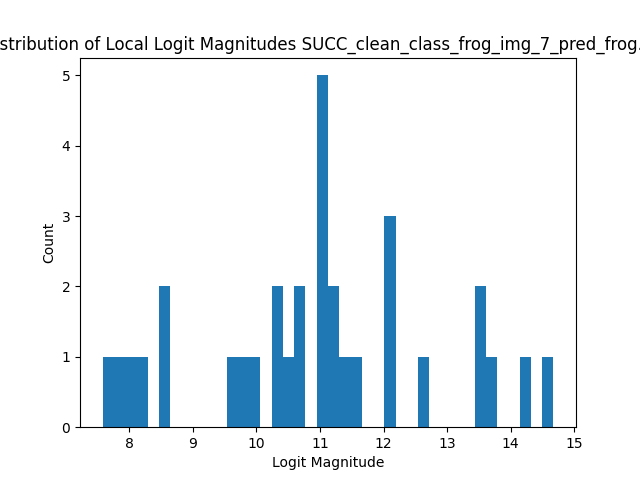 stribution of Local Logit Magnitudes SUCC_clean_class_frog_img_7_pred_frog.
5
4
3
2
1
0
Count
8 9 10 11 12 13 14 15
Logit Magnitude